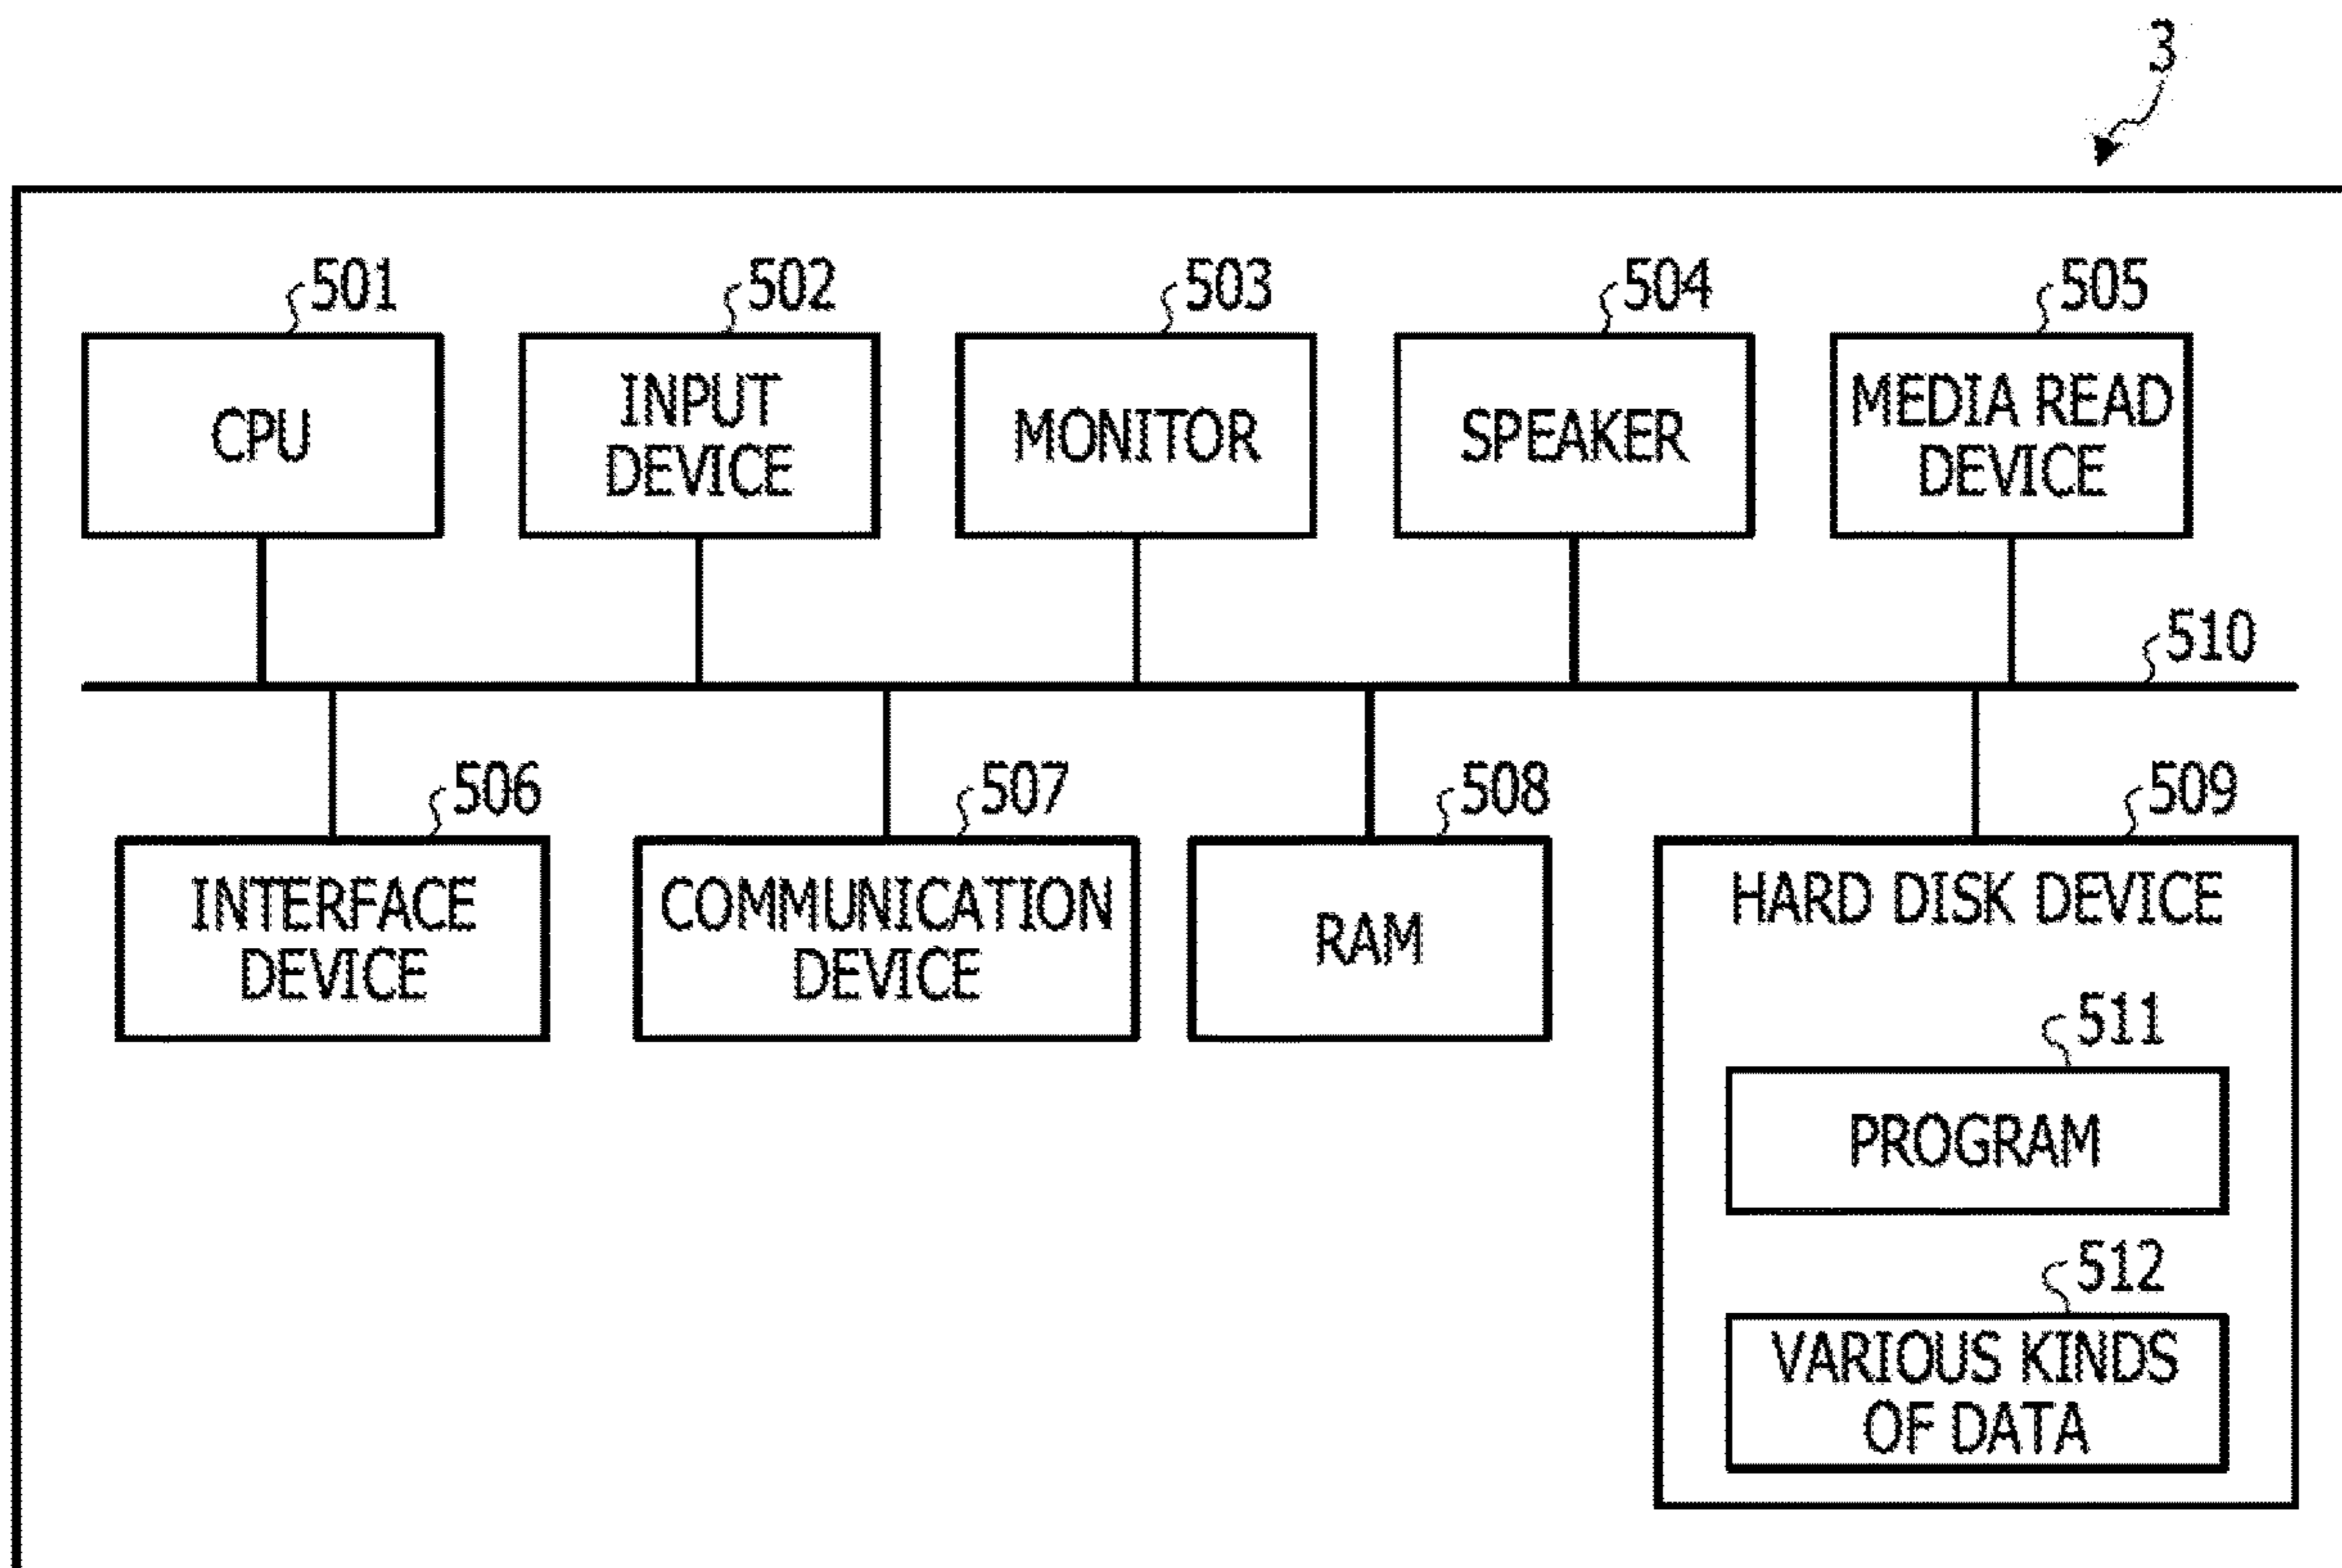 3
501
502
503
504
505
CPU
INPUT
DEVICE
MONITOR
SPEAKER
MEDIA READ
DEVICE
510
506
507
508
509
INTERFACE
DEVICE
COMMUNICATION
DEVICE
RAM
HARD DISK DEVICE
511
PROGRAM
512
VARIOUS KINDS
OF DATA